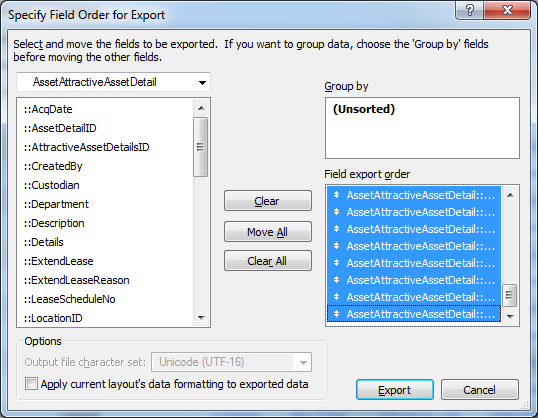 Specify Field Order for Export
Select and move the fields to be exported.  If you want to group data, choose the 'Group by' fields
before moving the other fields.
AssetAttractiveAssetDetail
::AcqDate
::AssetDetailID
::AttractiveAssetDetailsID
::CreatedBy
::Custodian
::Department
::Description
::Details
::ExtendLease
::ExtendLeaseReason
::LeaseScheduleNo
::LocationID
Clear
Move All
Clear All
Group by
(Unsorted)
Field export order
AssetAttractiveAssetDetail::...
AssetAttractiveAssetDetail::...
AssetAttractiveAssetDetail::...
AssetAttractiveAssetDetail::...
AssetAttractiveAssetDetail::...
AssetAttractiveAssetDetail::...
AssetAttractiveAssetDetail::...
Options
Output file character set:
Unicode (UTF-16)
Apply current layout's data formatting to exported data
Export
Cancel